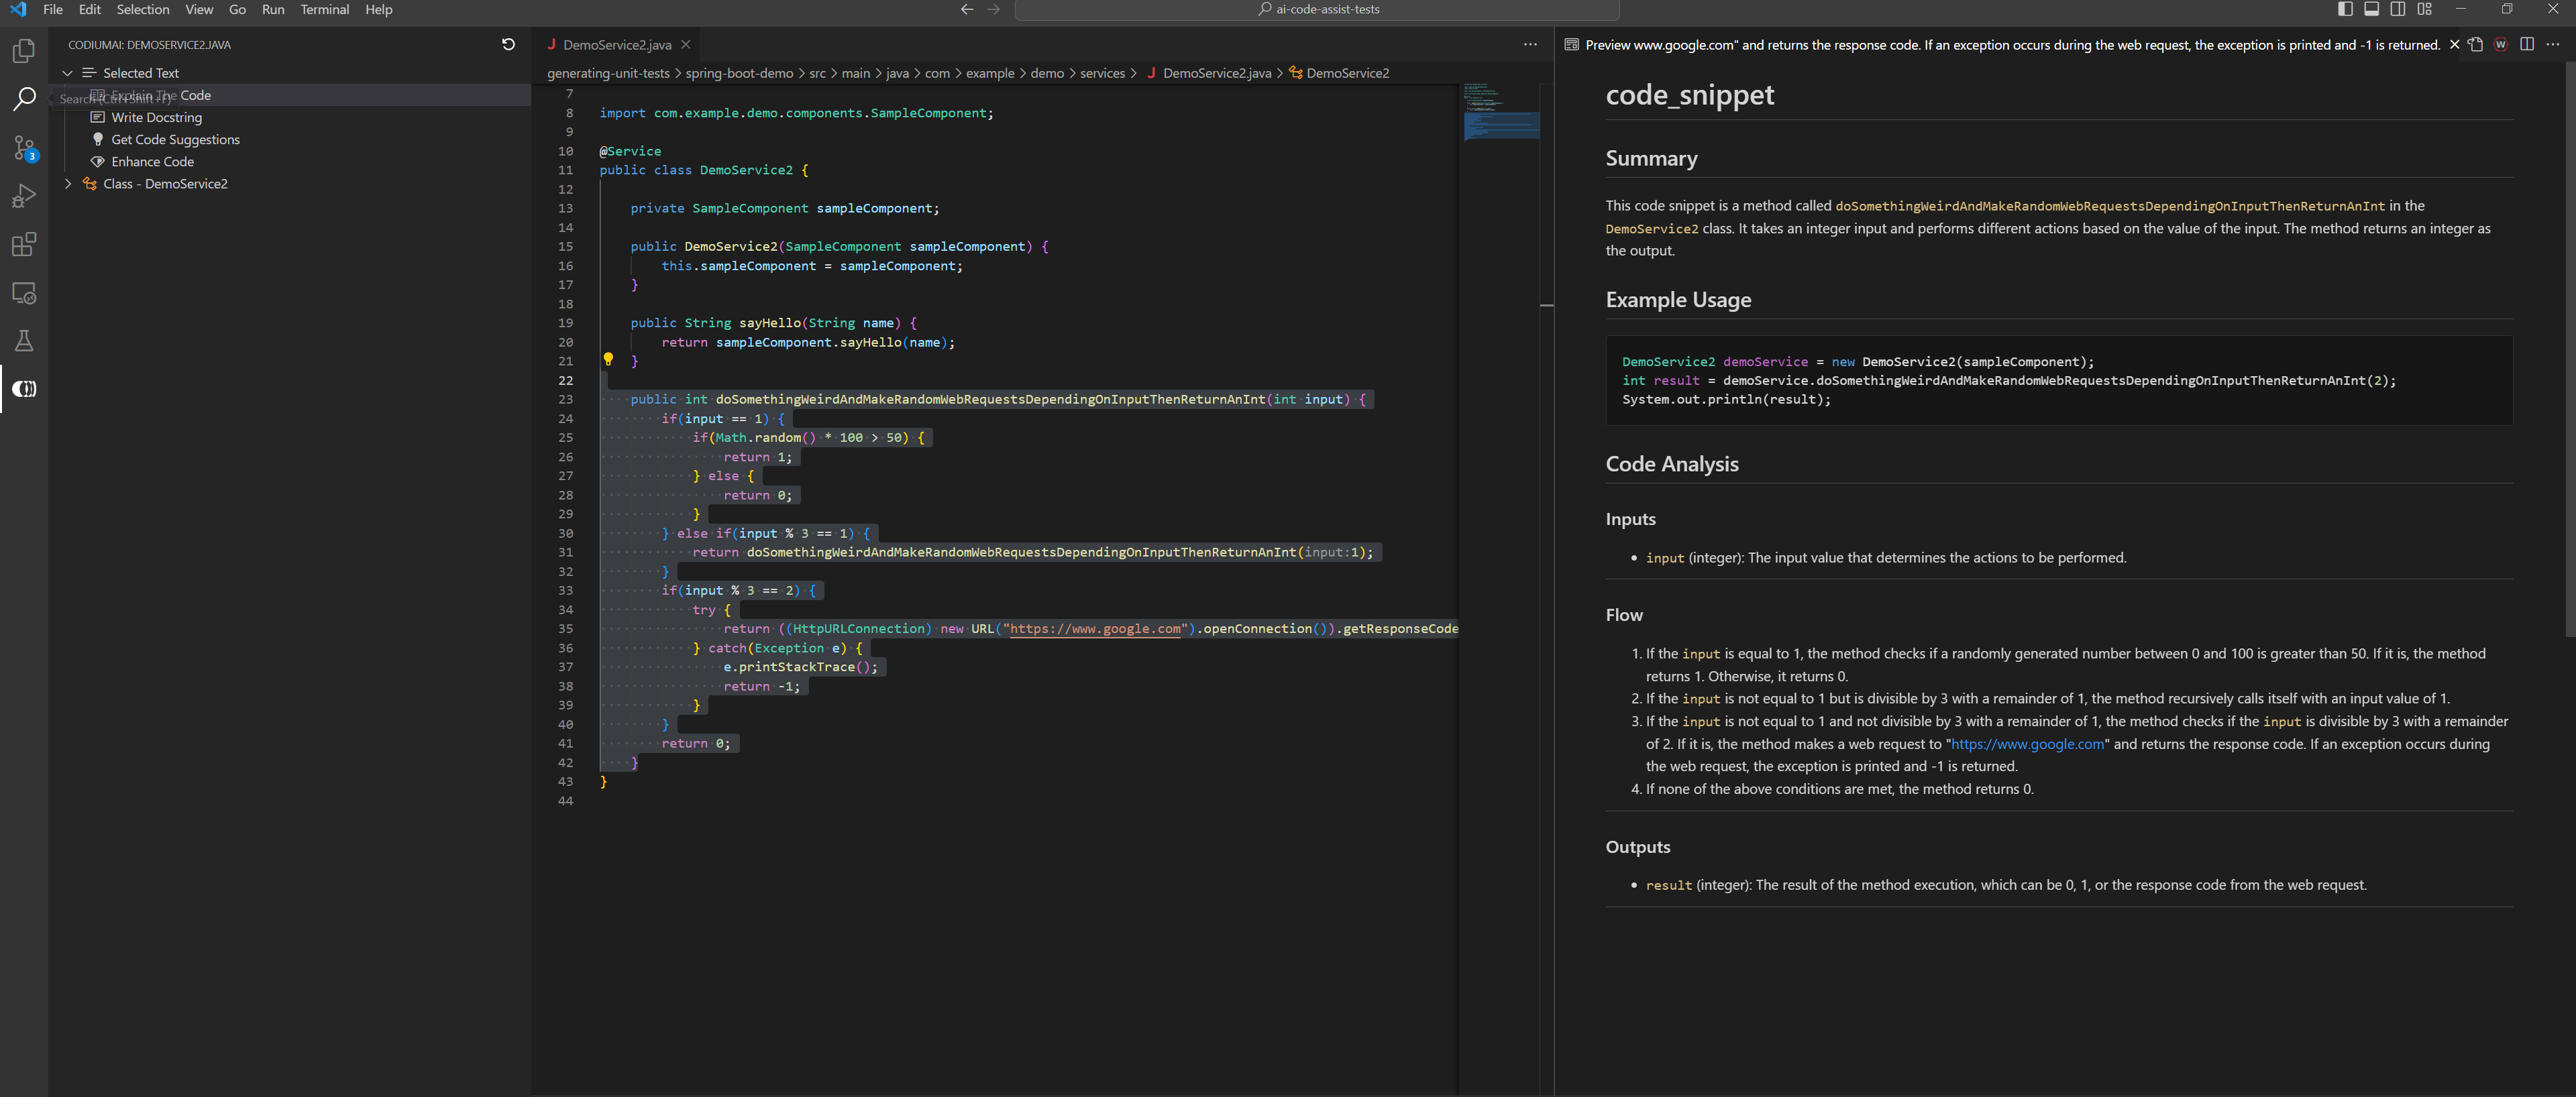 File Edit Selection View Go Run Terminal Help
ai-code-assist-tests
CODIUMAI: DEMOSERVICE2.JAVA
Selected Text
Explain The Code
Search (Ctrl+Shift+F)
Write Docstring
Get Code Suggestions
Enhance Code
Class - DemoService2
3
DemoService2.java
generating-unit-tests > spring-boot-demo > src > main > java > com > example > demo > services > DemoService2.java > DemoService2
7
8 import com.example.demo.components.SampleComponent;
9
10 @Service
11 public class DemoService2 {
12
13 private SampleComponent sampleComponent;
14
15 public DemoService2(SampleComponent sampleComponent) {
16 this.sampleComponent = sampleComponent;
17 }
18
19 public String sayHello(String name) {
20 return sampleComponent.sayHello(name);
21 }
22
23 public int doSomethingWeirdAndMakeRandomWebRequestsDependingOnInputThenReturnAnInt(int input) {
24 if(input == 1) {
25 if(Math.random() * 100 > 50) {
26 return 1;
27 } else {
28 return 0;
29 }
30 } else if(input % 3 == 1) {
31 return doSomethingWeirdAndMakeRandomWebRequestsDependingOnInputThenReturnAnInt(input:1);
32 }
33 if(input % 3 == 2) {
34 try {
35 return ((HttpURLConnection) new URL("https://www.google.com").openConnection()).getResponseCode
36 } catch(Exception e) {
37 e.printStackTrace();
38 return -1;
39 }
40 }
41 return 0;
42 }
43 }
44
Preview www.google.com" and returns the response code. If an exception occurs during the web request, the exception is printed and -1 is returned.
W
code_snippet
Summary
This code snippet is a method called doSomethingWeirdAndMakeRandomWebRequestsDependingOnInputThenReturnAnInt in the
DemoService2 class. It takes an integer input and performs different actions based on the value of the input. The method returns an integer as
the output.
Example Usage
DemoService2 demoService = new DemoService2(sampleComponent);
int result = demoService.doSomethingWeirdAndMakeRandomWebRequestsDependingOnInputThenReturnAnInt(2);
System.out.println(result);
Code Analysis
Inputs
• input (integer): The input value that determines the actions to be performed.
Flow
1. If the input is equal to 1, the method checks if a randomly generated number between 0 and 100 is greater than 50. If it is, the method
returns 1. Otherwise, it returns 0.
2. If the input is not equal to 1 but is divisible by 3 with a remainder of 1, the method recursively calls itself with an input value of 1.
3. If the input is not equal to 1 and not divisible by 3 with a remainder of 1, the method checks if the input is divisible by 3 with a remainder
of 2. If it is, the method makes a web request to "https://www.google.com" and returns the response code. If an exception occurs during
the web request, the exception is printed and -1 is returned.
4. If none of the above conditions are met, the method returns 0.
Outputs
• result (integer): The result of the method execution, which can be 0, 1, or the response code from the web request.